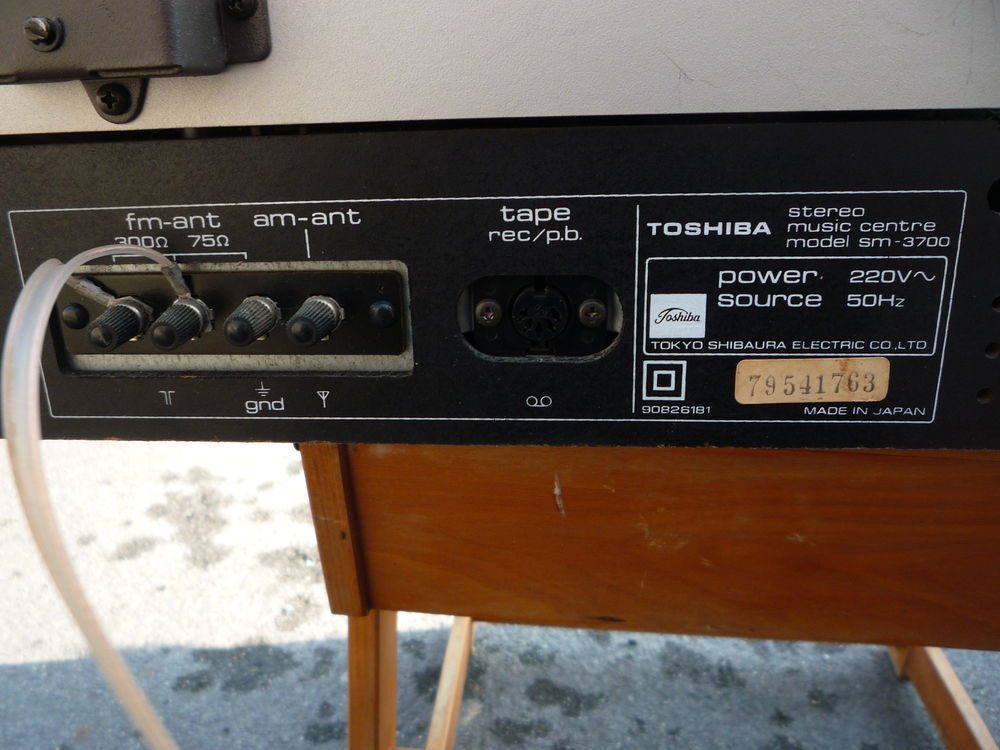 fm-ant
300Ω 75Ω
am-ant
gnd
tape
rec/p.b.
TOSHIBA
stereo
music centre
model sm-3700
power
source
220V~
50Hz
Toshiba
TOKYO SHIBAURA ELECTRIC CO.,LTD.
79541763
90826181
MADE IN JAPAN